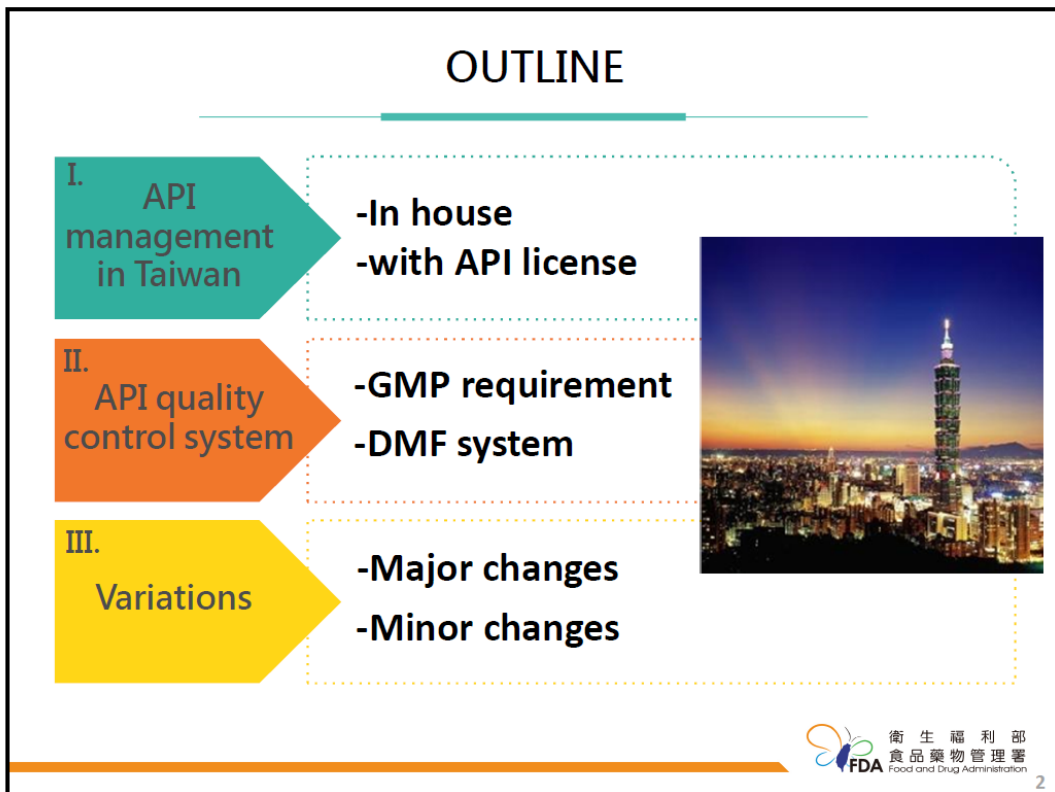 OUTLINE
I.
API
management
in Taiwan
-In house
-with API license
II.
API quality
control system
-GMP requirement
-DMF system
III.
Variations
-Major changes
-Minor changes
衛生福利部
食品藥物管理署
FDA Food and Drug Administration
2